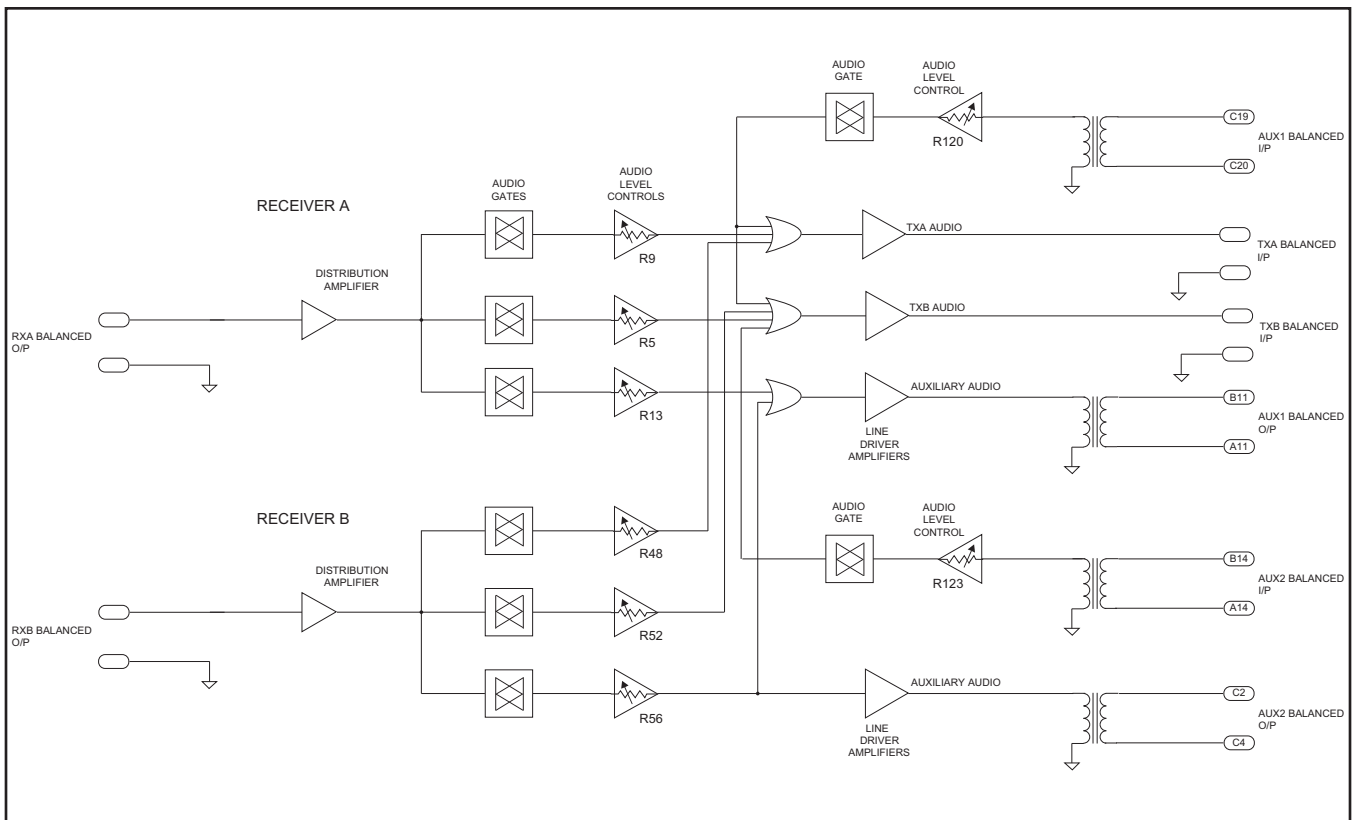 AUDIO
GATE
AUDIO
LEVEL
CONTROL
R120
C19
AUX1 BALANCED
I/P
C20
RECEIVER A
AUDIO
GATES
AUDIO
LEVEL
CONTROLS
R9
TXA AUDIO
TXA BALANCED
I/P
DISTRIBUTION
AMPLIFIER
RXA BALANCED
O/P
R5
TXB AUDIO
TXB BALANCED
I/P
R13
AUXILIARY AUDIO
LINE
DRIVER
AMPLIFIERS
B11
AUX1 BALANCED
O/P
A11
RECEIVER B
R48
AUDIO
GATE
AUDIO
LEVEL
CONTROL
R123
B14
AUX2 BALANCED
I/P
A14
DISTRIBUTION
AMPLIFIER
RXB BALANCED
O/P
R52
R56
AUXILIARY AUDIO
LINE
DRIVER
AMPLIFIERS
C2
AUX2 BALANCED
O/P
C4